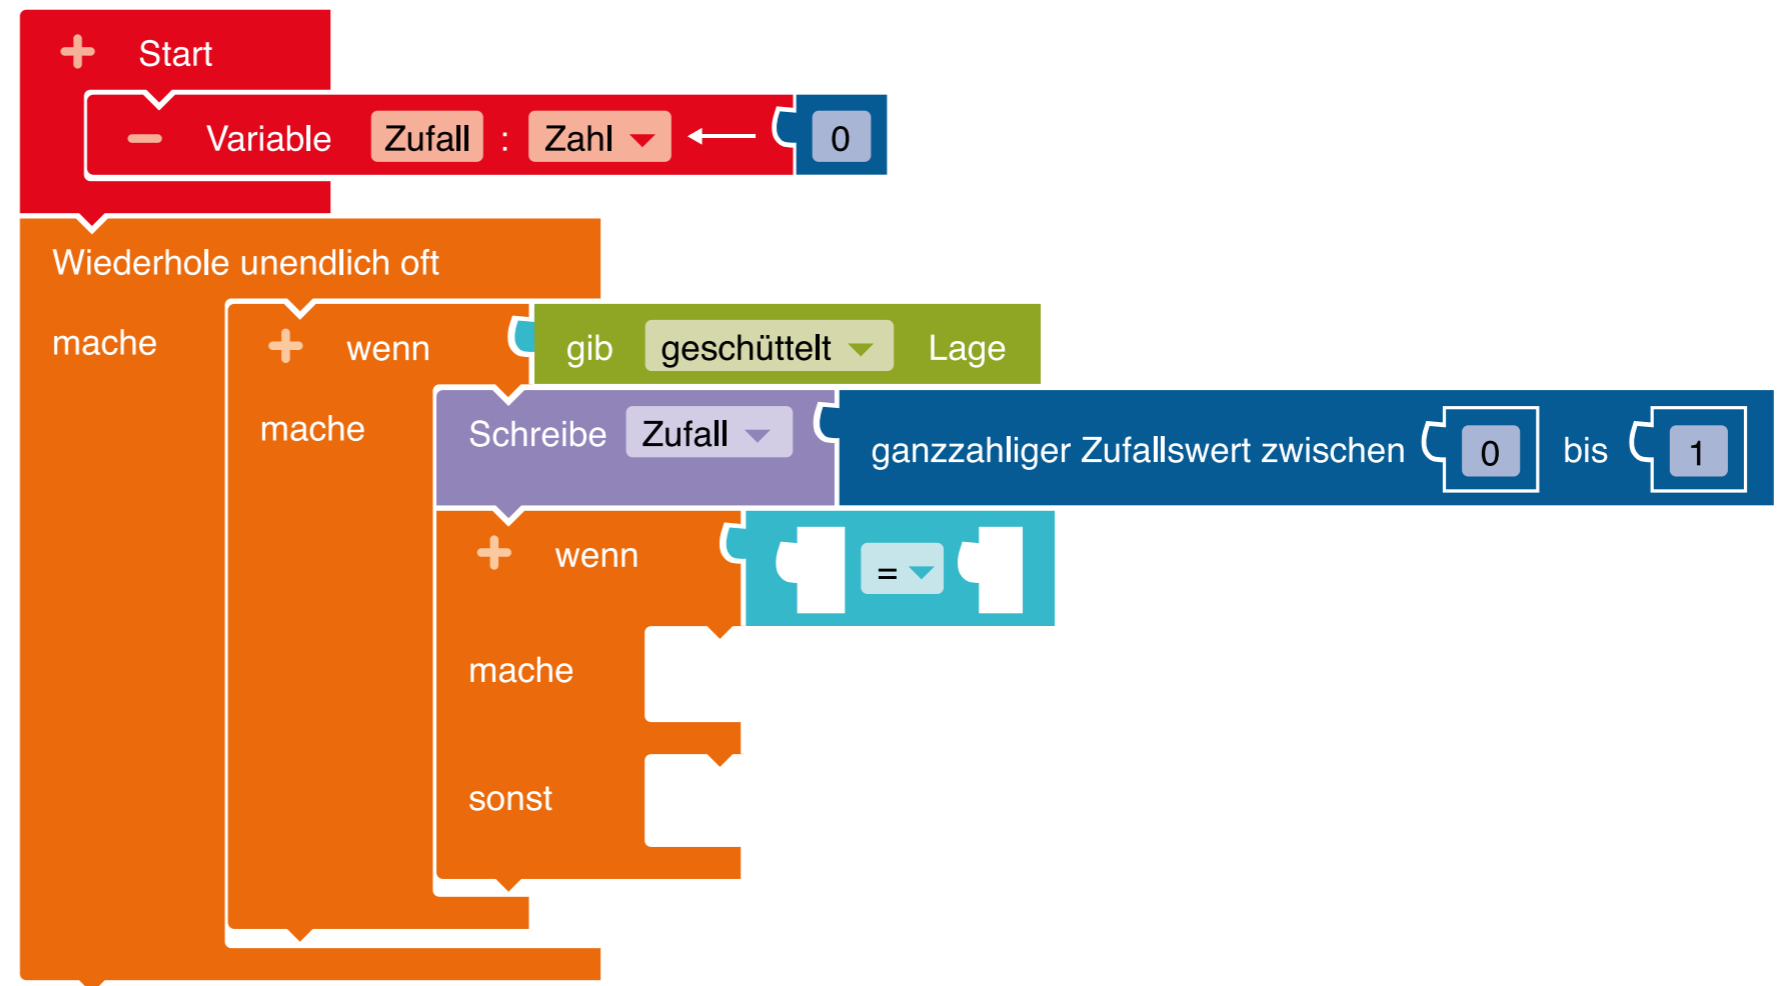 Start
Variable Zufall : Zahl 0
Wiederhole unendlich oft
mache wenn gib geschüttelt Lage
mache Schreibe Zufall ganzzahliger Zufallswert zwischen 0 bis 1
wenn =
mache
sonst